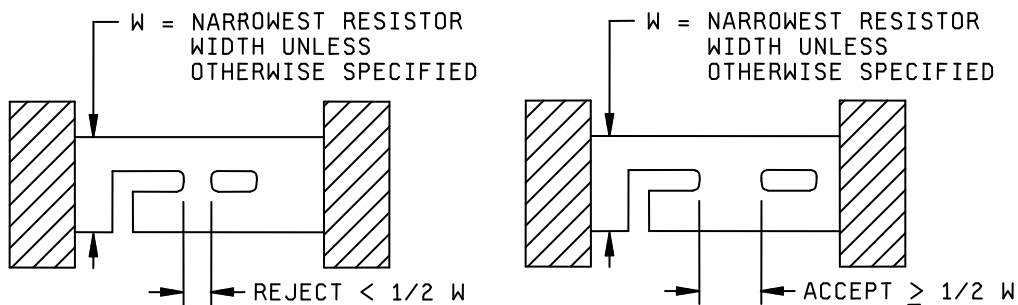 W = NARROWEST RESISTOR
WIDTH UNLESS
OTHERWISE SPECIFIED
REJECT < 1/2 W
W = NARROWEST RESISTOR
WIDTH UNLESS
OTHERWISE SPECIFIED
ACCEPT ≥ 1/2 W